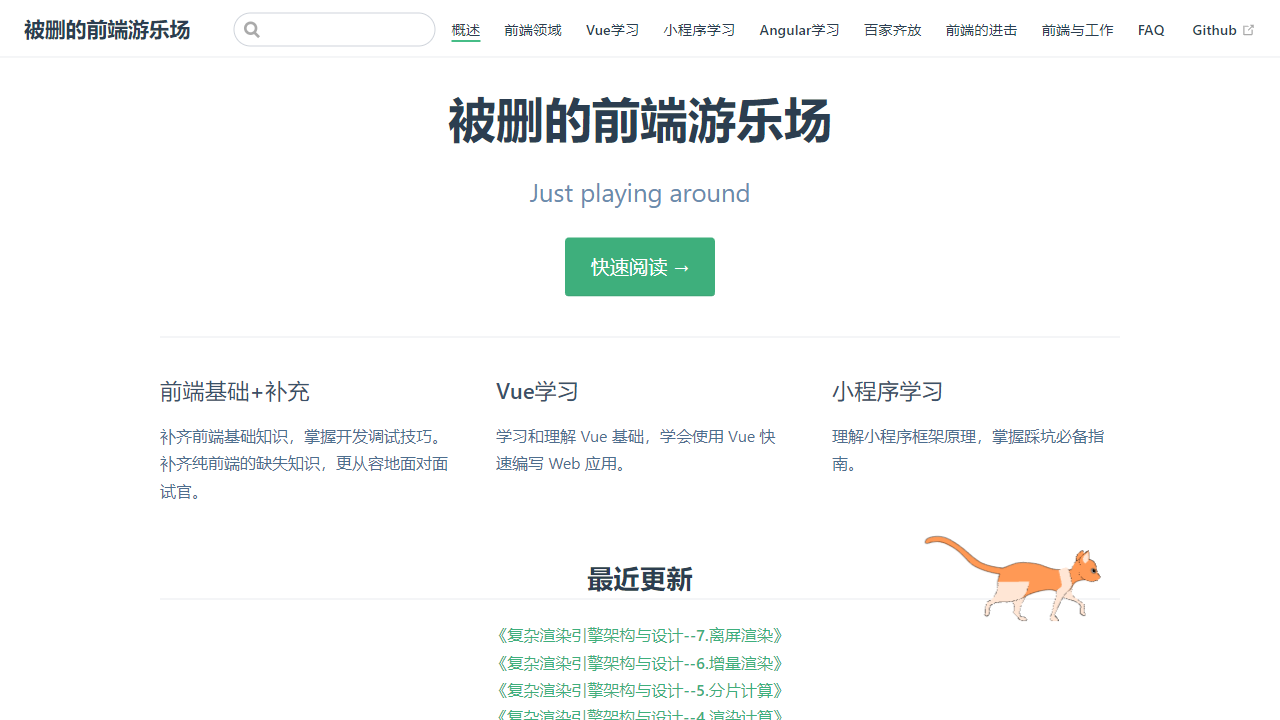 被删的前端游乐场
概述 前端领域 Vue学习 小程序学习 Angular学习 百家齐放 前端的进击 前端与工作 FAQ Github
被删的前端游乐场
Just playing around
快速阅读 →
前端基础+补充
补齐前端基础知识，掌握开发调试技巧。
补齐纯前端的缺失知识，更从容地面对面
试官。
Vue学习
学习和理解 Vue 基础，学会使用 Vue 快
速编写 Web 应用。
小程序学习
理解小程序框架原理，掌握踩坑必备指
南。
最近更新
《复杂渲染引擎架构与设计--7.离屏渲染》
《复杂渲染引擎架构与设计--6.增量渲染》
《复杂渲染引擎架构与设计--5.分片计算》
《复杂渲染引擎架构与设计--4.渲染计算》